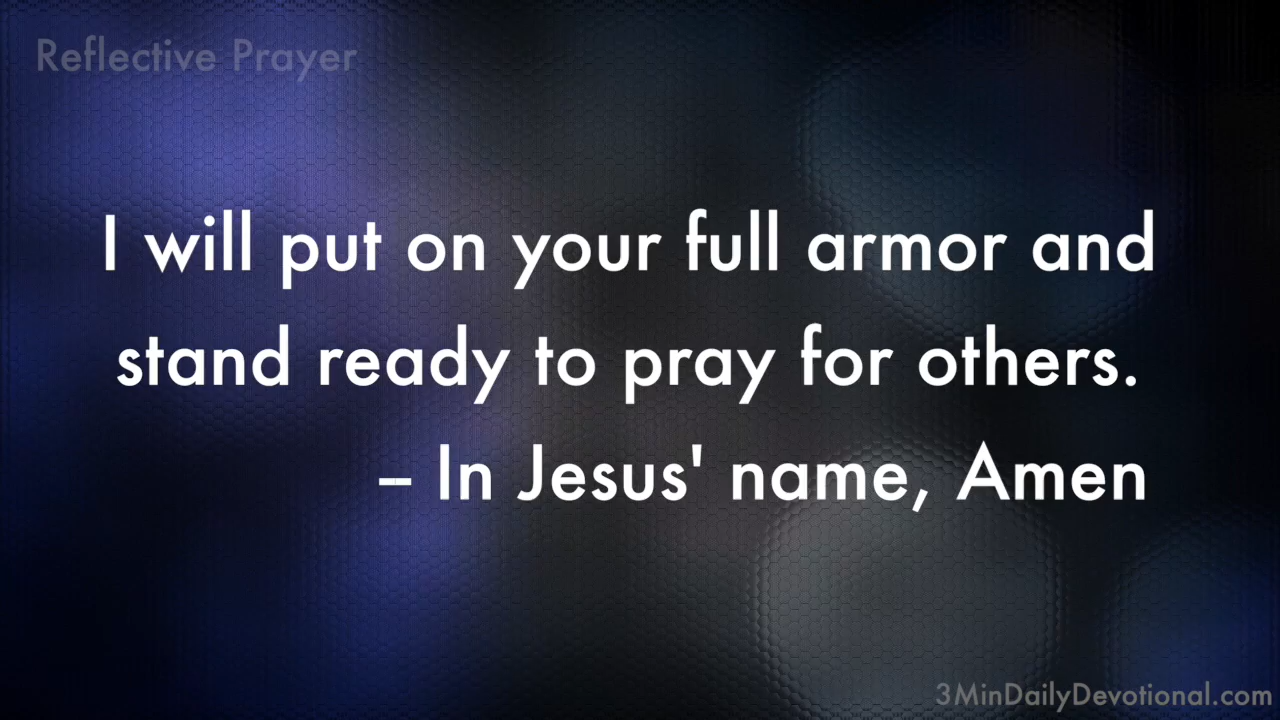 Reflective Prayer
I will put on your full armor and
stand ready to pray for others.
– In Jesus' name, Amen
3MinDailyDevotional.com